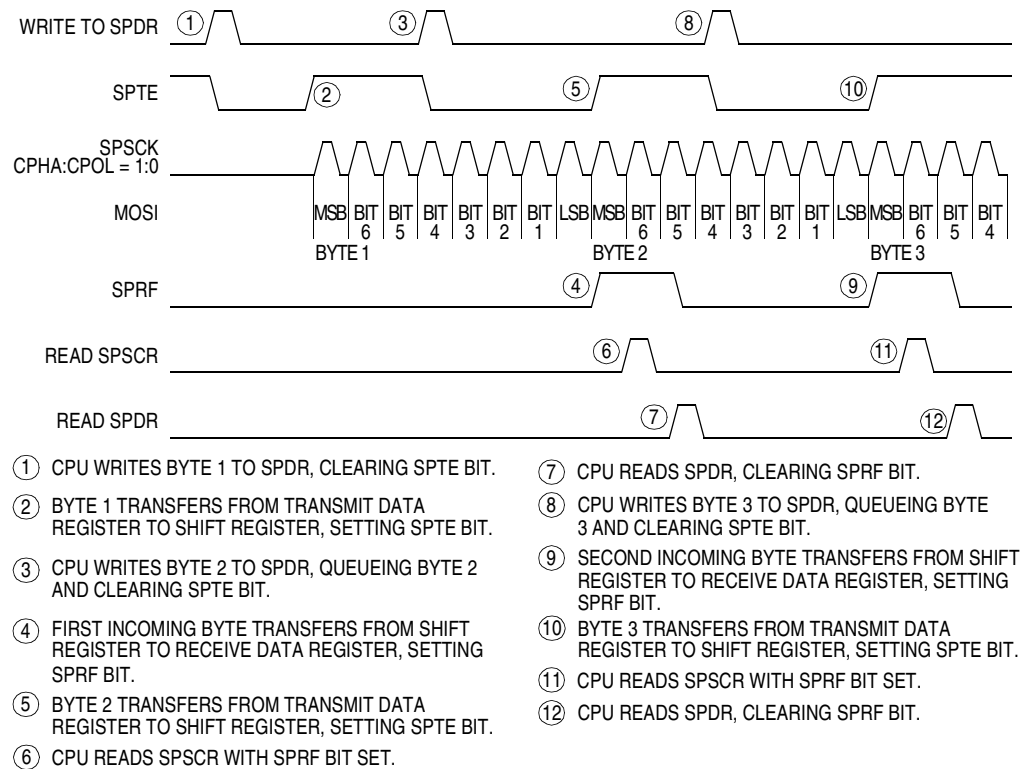 WRITE TO SPDR
1
3
8
SPTE
2
5
10
SPSCK
CPHA:CPOL = 1:0
MOSI
MSB BIT BIT BIT BIT BIT BIT LSB MSB BIT BIT BIT BIT BIT BIT LSB MSB BIT BIT BIT
6 5 4 3 2 1 6 5 4 3 2 1 6 5 4
BYTE 1 BYTE 2 BYTE 3
SPRF
4
9
READ SPSCR
6
11
READ SPDR
7
12
1 CPU WRITES BYTE 1 TO SPDR, CLEARING SPTE BIT.
2 BYTE 1 TRANSFERS FROM TRANSMIT DATA
REGISTER TO SHIFT REGISTER, SETTING SPTE BIT.
3 CPU WRITES BYTE 2 TO SPDR, QUEUEING BYTE 2
AND CLEARING SPTE BIT.
4 FIRST INCOMING BYTE TRANSFERS FROM SHIFT
REGISTER TO RECEIVE DATA REGISTER, SETTING
SPRF BIT.
5 BYTE 2 TRANSFERS FROM TRANSMIT DATA
REGISTER TO SHIFT REGISTER, SETTING SPTE BIT.
6 CPU READS SPSCR WITH SPRF BIT SET.
7 CPU READS SPDR, CLEARING SPRF BIT.
8 CPU WRITES BYTE 3 TO SPDR, QUEUEING BYTE
3 AND CLEARING SPTE BIT.
9 SECOND INCOMING BYTE TRANSFERS FROM SHIFT
REGISTER TO RECEIVE DATA REGISTER, SETTING
SPRF BIT.
10 BYTE 3 TRANSFERS FROM TRANSMIT DATA
REGISTER TO SHIFT REGISTER, SETTING SPTE BIT.
11 CPU READS SPSCR WITH SPRF BIT SET.
12 CPU READS SPDR, CLEARING SPRF BIT.